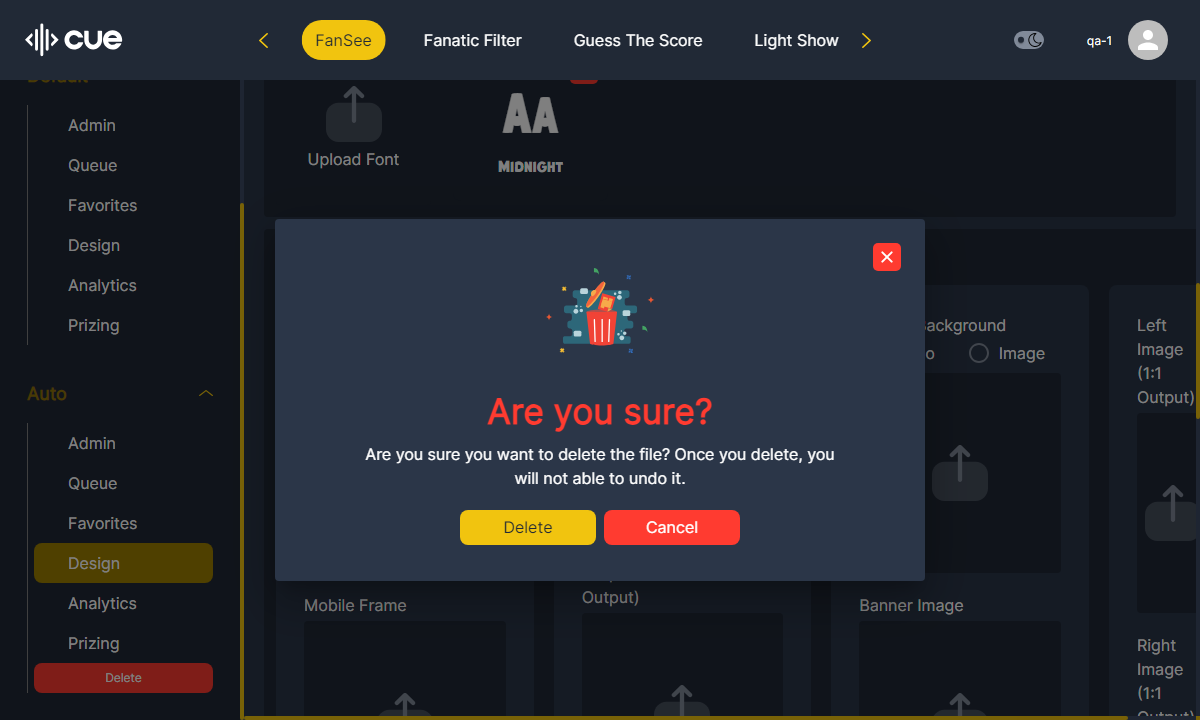 cue
FanSee
Fanatic Filter
Guess The Score
Light Show
qa-1
Default
Admin
Queue
Favorites
Design
Analytics
Prizing
Auto
Admin
Queue
Favorites
Design
Analytics
Prizing
Delete
Upload Font
AA
MIDNIGHT
Are you sure?
Are you sure you want to delete the file? Once you delete, you
will not able to undo it.
Delete
Cancel
Image
Mobile Frame
Output)
Banner Image
Left
Image
(1:1
Output)
Right
Image
(1:1